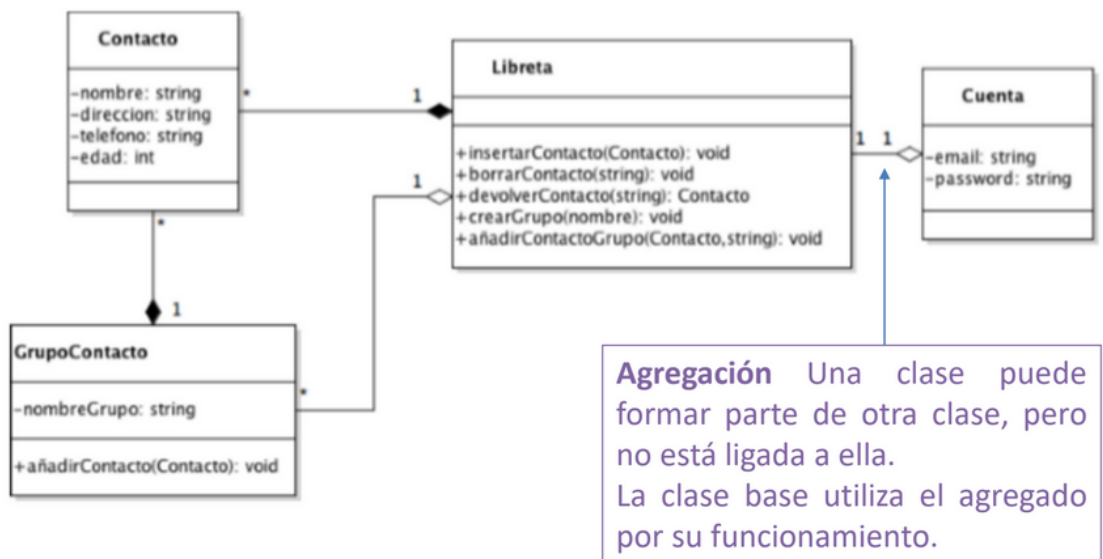 Contacto
-nombre: string
-direccion: string
-telefono: string
-edad: int
*
1
Libreta
+insertarContacto(Contacto): void
+borrarContacto(string): void
+devolverContacto(string): Contacto
+crearGrupo(nombre): void
+añadirContactoGrupo(Contacto,string): void
1
1 1
Cuenta
-email: string
-password: string
*
1
GrupoContacto
-nombreGrupo: string
+añadirContacto(Contacto): void
*
Agregación Una clase puede
formar parte de otra clase, pero
no está ligada a ella.
La clase base utiliza el agregado
por su funcionamiento.